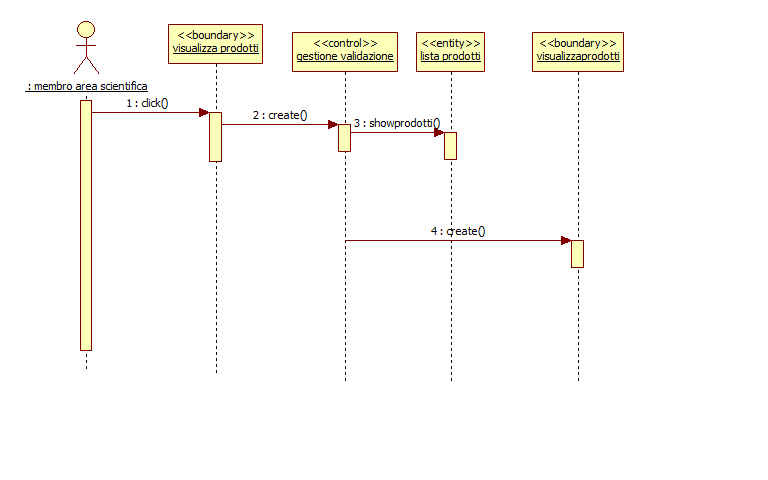 <<boundary>>
visualizza prodotti
<<control>>
gestione validazione
<<entity>>
lista prodotti
<<boundary>>
visualizzaprodotti
: membro area scientifica
1 : click()
2 : create()
3 : showprodotti()
4 : create()